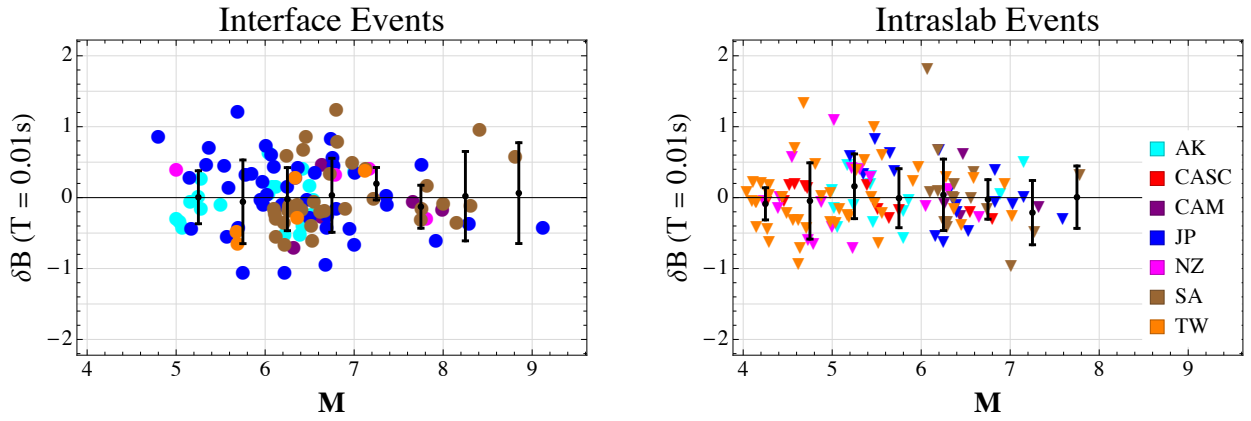 Interface Events
2
1
0
−1
−2
δB (T = 0.01s)
4 5 6 7 8 9
M
Intraslab Events
2
1
0
−1
−2
δB (T = 0.01s)
4 5 6 7 8 9
M
AK
CASC
CAM
JP
NZ
SA
TW